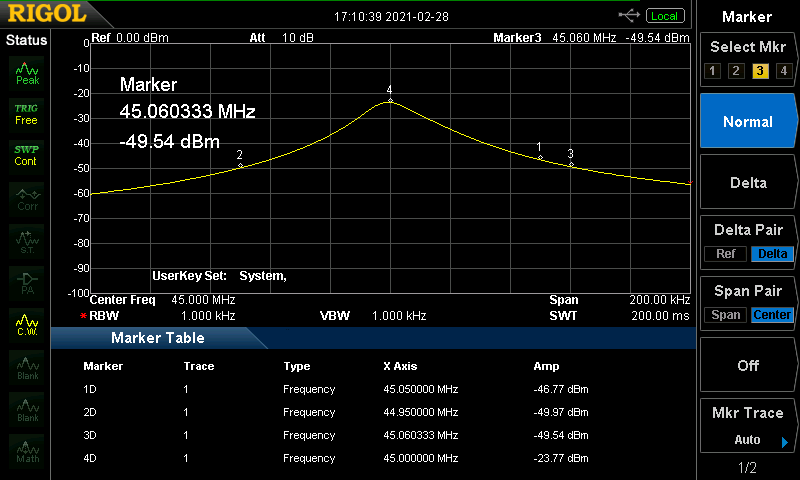 RIGOL
17:10:39 2021-02-28
Local
Marker
Status
Ref 0.00 dBm
Att 10 dB
Marker3 45.060 MHz -49.54 dBm
Select Mkr
1 2 3 4
Peak
TRIG
Free
SWP
Cont
Corr
S.T.
PA
C.W.
Blank
Blank
Math
0
-10
-20
-30
-40
-50
-60
-70
-80
-90
-100
Marker
45.060333 MHz
-49.54 dBm
4
2
1
3
UserKey Set: System,
Center Freq 45.000 MHz
Span 200.00 kHz
*RBW 1.000 kHz
VBW 1.000 kHz
SWT 200.00 ms
Normal
Delta
Delta Pair
Ref Delta
Span Pair
Span Center
Off
Mkr Trace
Auto
1/2
Marker Table
Marker Trace Type X Axis Amp
1D 1 Frequency 45.050000 MHz -46.77 dBm
2D 1 Frequency 44.950000 MHz -49.97 dBm
3D 1 Frequency 45.060333 MHz -49.54 dBm
4D 1 Frequency 45.000000 MHz -23.77 dBm